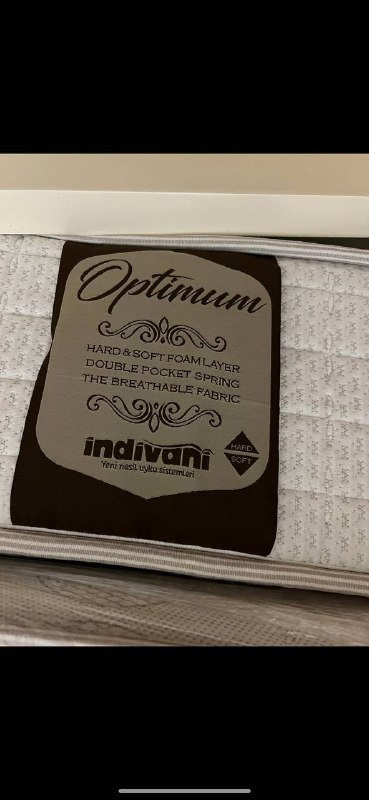 Optimum
HARD & SOFT FOAM LAYER
DOUBLE POCKET SPRING
THE BREATHABLE FABRIC
indivani
Yeni nesil uyku sistemleri
HARD
SOFT